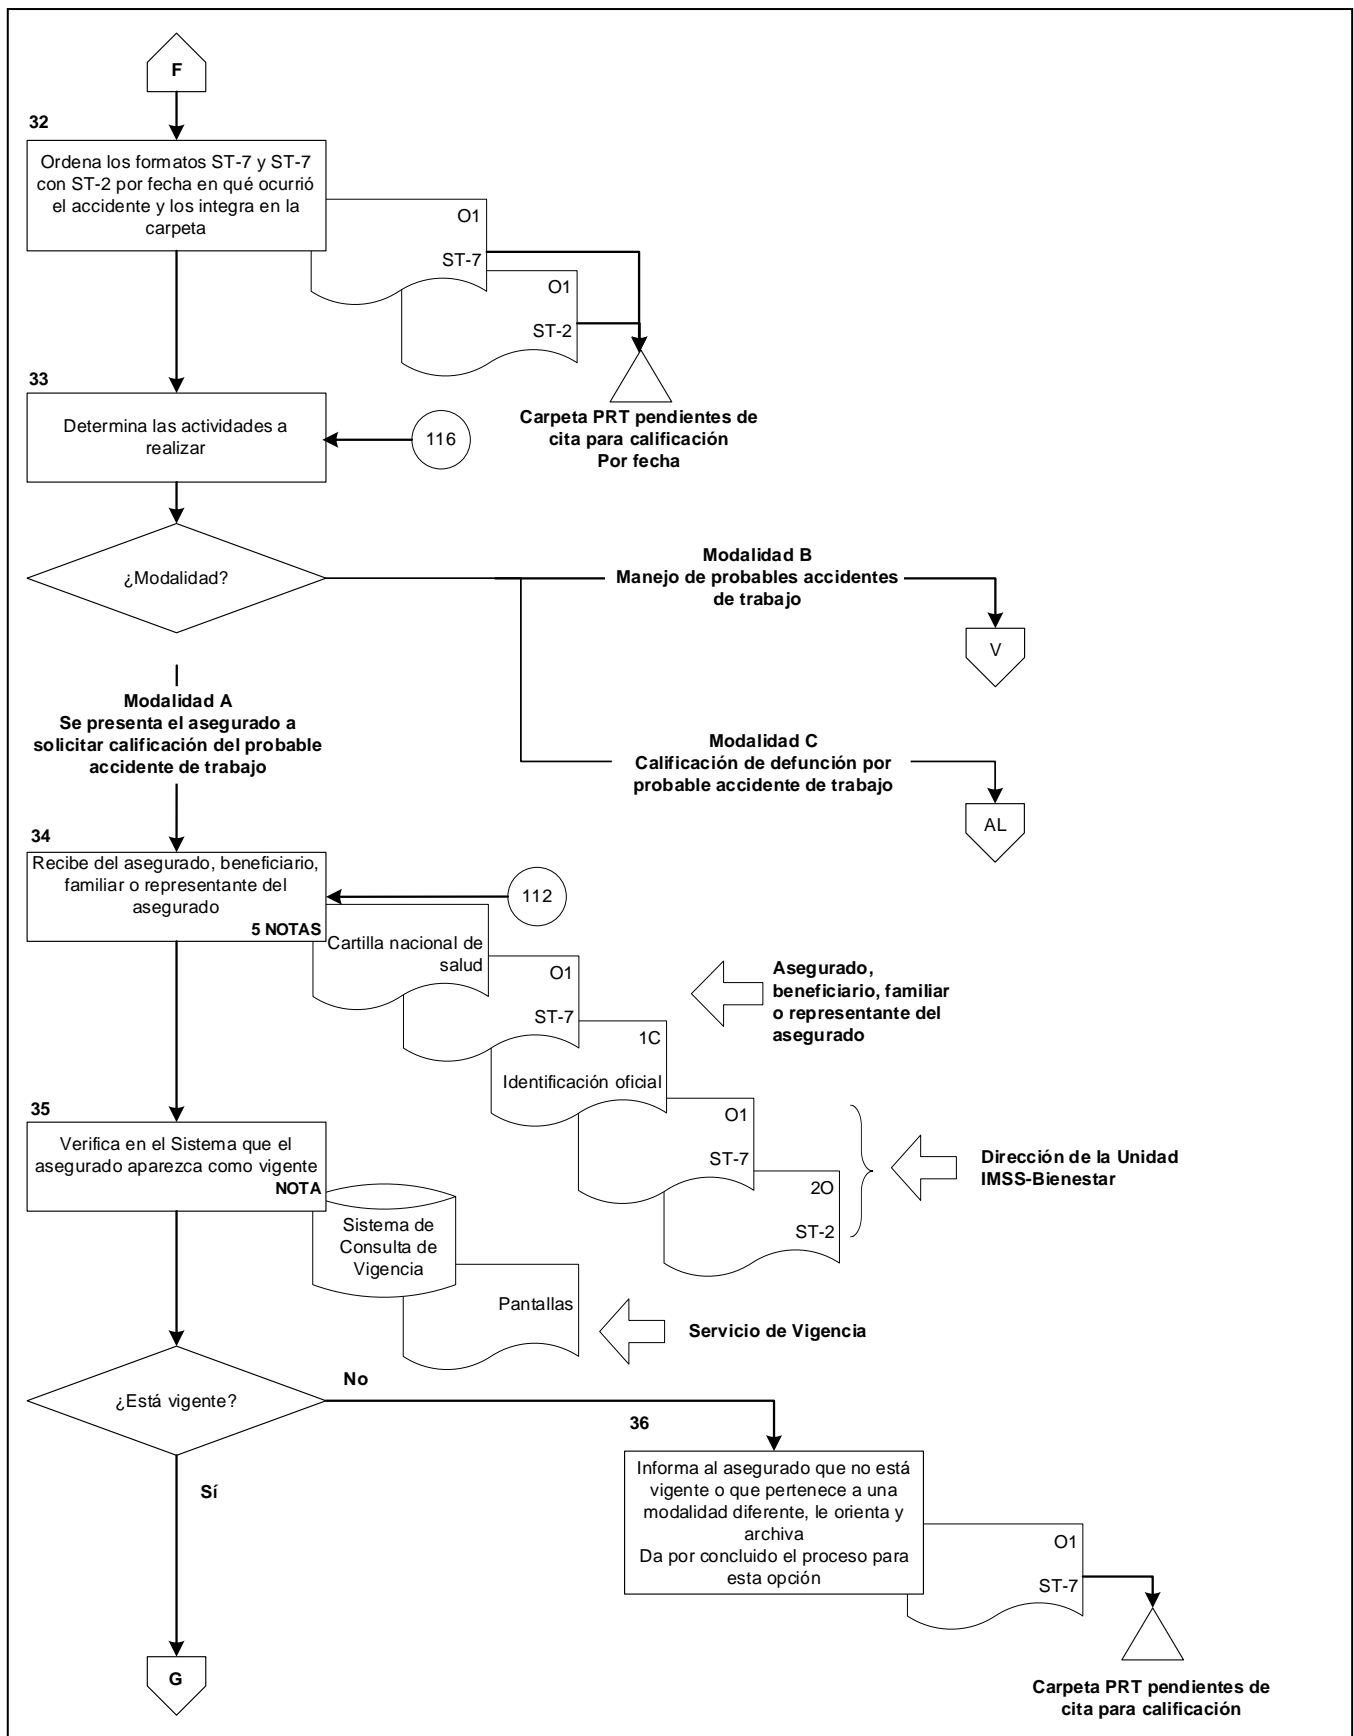 F
32
Ordena los formatos ST-7 y ST-7
con ST-2 por fecha en qué ocurrió
el accidente y los integra en la
carpeta
O1
ST-7
O1
ST-2
Carpeta PRT pendientes de
cita para calificación
Por fecha
33
Determina las actividades a
realizar
116
¿Modalidad?
Modalidad B
Manejo de probables accidentes
de trabajo
V
Modalidad A
Se presenta el asegurado a
solicitar calificación del probable
accidente de trabajo
Modalidad C
Calificación de defunción por
probable accidente de trabajo
AL
34
Recibe del asegurado, beneficiario,
familiar o representante del
asegurado
5 NOTAS
112
Cartilla nacional de
salud
O1
ST-7
Asegurado,
beneficiario, familiar
o representante del
asegurado
1C
Identificación oficial
O1
ST-7
2O
ST-2
Dirección de la Unidad
IMSS-Bienestar
35
Verifica en el Sistema que el
asegurado aparezca como vigente
NOTA
Sistema de
Consulta de
Vigencia
Pantallas
Servicio de Vigencia
¿Está vigente?
No
Sí
36
Informa al asegurado que no está
vigente o que pertenece a una
modalidad diferente, le orienta y
archiva
Da por concluido el proceso para
esta opción
O1
ST-7
Carpeta PRT pendientes de
cita para calificación
G